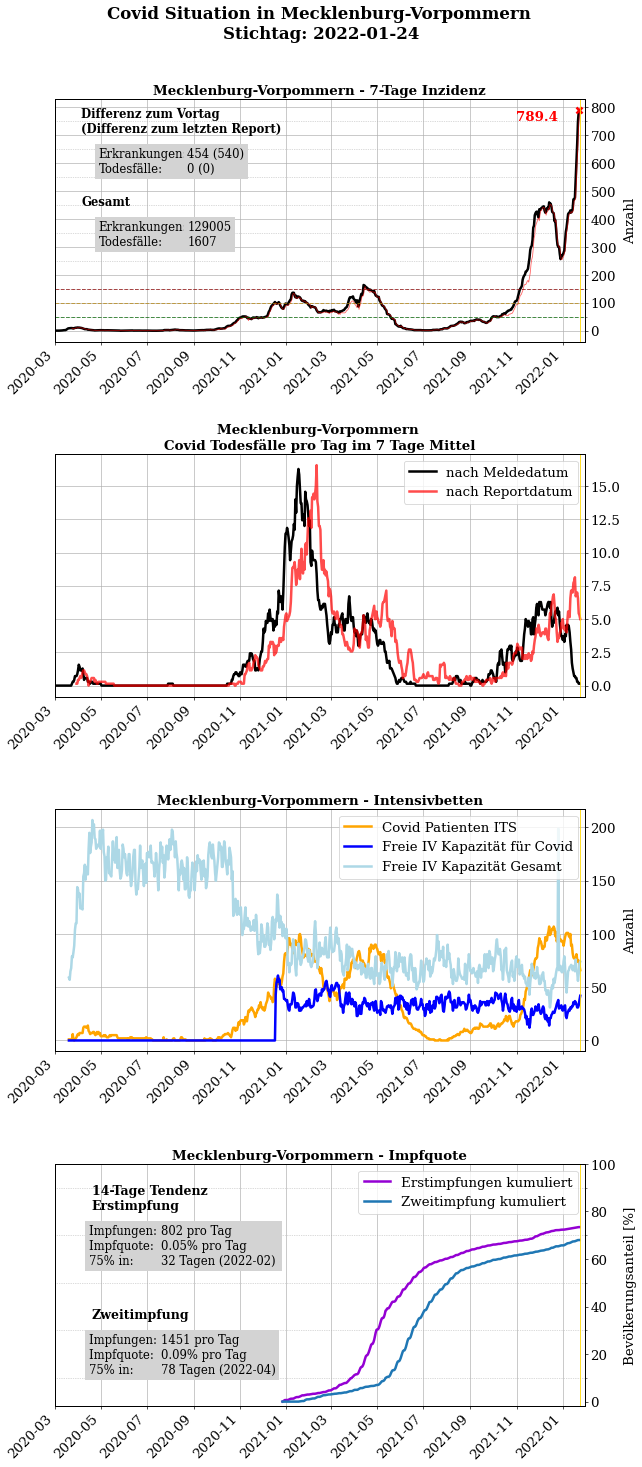 Covid Situation in Mecklenburg-Vorpommern
Stichtag: 2022-01-24
Mecklenburg-Vorpommern - 7-Tage Inzidenz
Differenz zum Vortag
(Differenz zum letzten Report)
Erkrankungen 454 (540)
Todesfälle: 0 (0)
Gesamt
Erkrankungen 129005
Todesfälle: 1607
789.4
800
700
600
500
400
300
200
100
0
Anzahl
2020-03
2020-05
2020-07
2020-09
2020-11
2021-01
2021-03
2021-05
2021-07
2021-09
2021-11
2022-01
Mecklenburg-Vorpommern
Covid Todesfälle pro Tag im 7 Tage Mittel
nach Meldedatum
nach Reportdatum
15.0
12.5
10.0
7.5
5.0
2.5
0.0
2020-03
2020-05
2020-07
2020-09
2020-11
2021-01
2021-03
2021-05
2021-07
2021-09
2021-11
2022-01
Mecklenburg-Vorpommern - Intensivbetten
Covid Patienten ITS
Freie IV Kapazität für Covid
Freie IV Kapazität Gesamt
200
150
100
50
0
Anzahl
2020-03
2020-05
2020-07
2020-09
2020-11
2021-01
2021-03
2021-05
2021-07
2021-09
2021-11
2022-01
Mecklenburg-Vorpommern - Impfquote
14-Tage Tendenz
Erstimpfung
Impfungen: 802 pro Tag
Impfquote: 0.05% pro Tag
75% in: 32 Tagen (2022-02)
Zweitimpfung
Impfungen: 1451 pro Tag
Impfquote: 0.09% pro Tag
75% in: 78 Tagen (2022-04)
Erstimpfungen kumuliert
Zweitimpfung kumuliert
100
80
60
40
20
0
Bevölkerungsanteil [%]
2020-03
2020-05
2020-07
2020-09
2020-11
2021-01
2021-03
2021-05
2021-07
2021-09
2021-11
2022-01